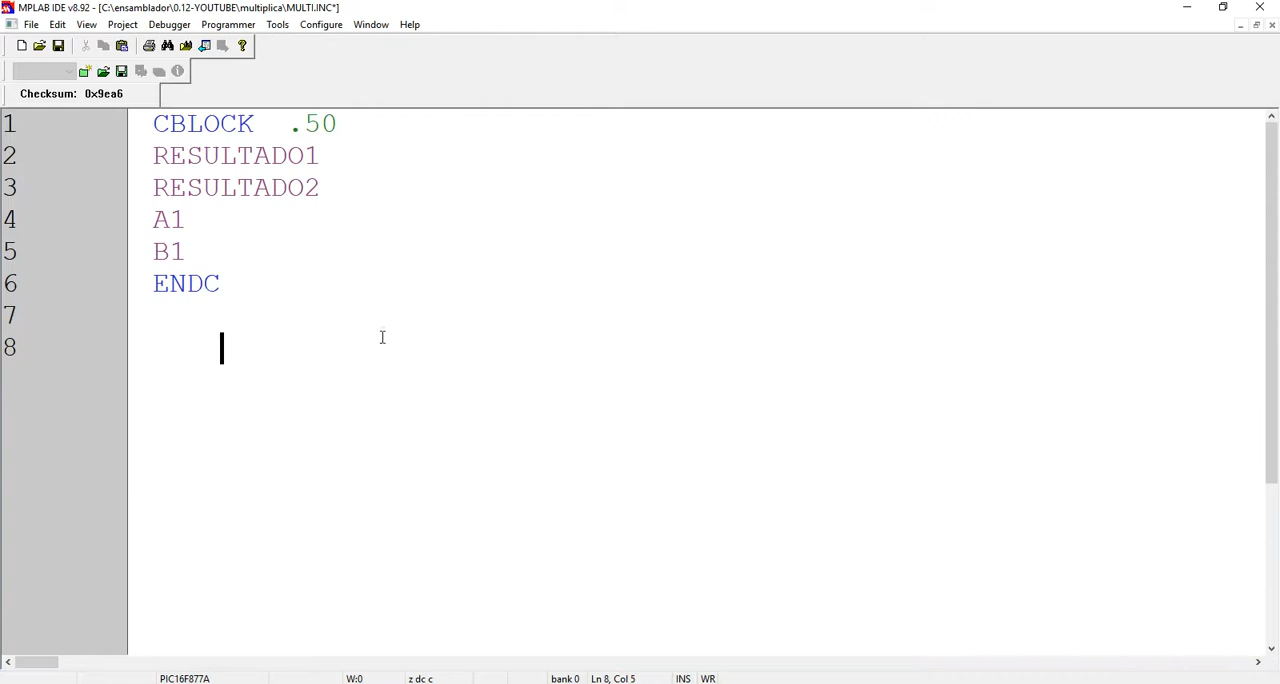 MPLAB IDE v8.92 - [C:\ensamblador\0.12-YOUTUBE\multiplica\MULTI.INC*]
File Edit View Project Debugger Programmer Tools Configure Window Help
Checksum: 0x9ea6
1 CBLOCK .50
2 RESULTADO1
3 RESULTADO2
4 A1
5 B1
6 ENDC
7
8
PIC16F877A W:0 z dc c bank 0 Ln 8, Col 5 INS WR